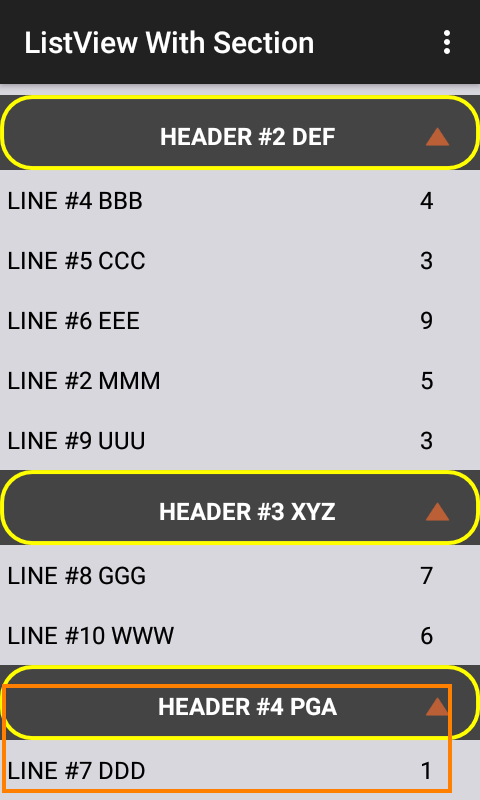 ListView With Section
HEADER #2 DEF
LINE #4 BBB 4
LINE #5 CCC 3
LINE #6 EEE 9
LINE #2 MMM 5
LINE #9 UUU 3
HEADER #3 XYZ
LINE #8 GGG 7
LINE #10 WWW 6
HEADER #4 PGA
LINE #7 DDD 1